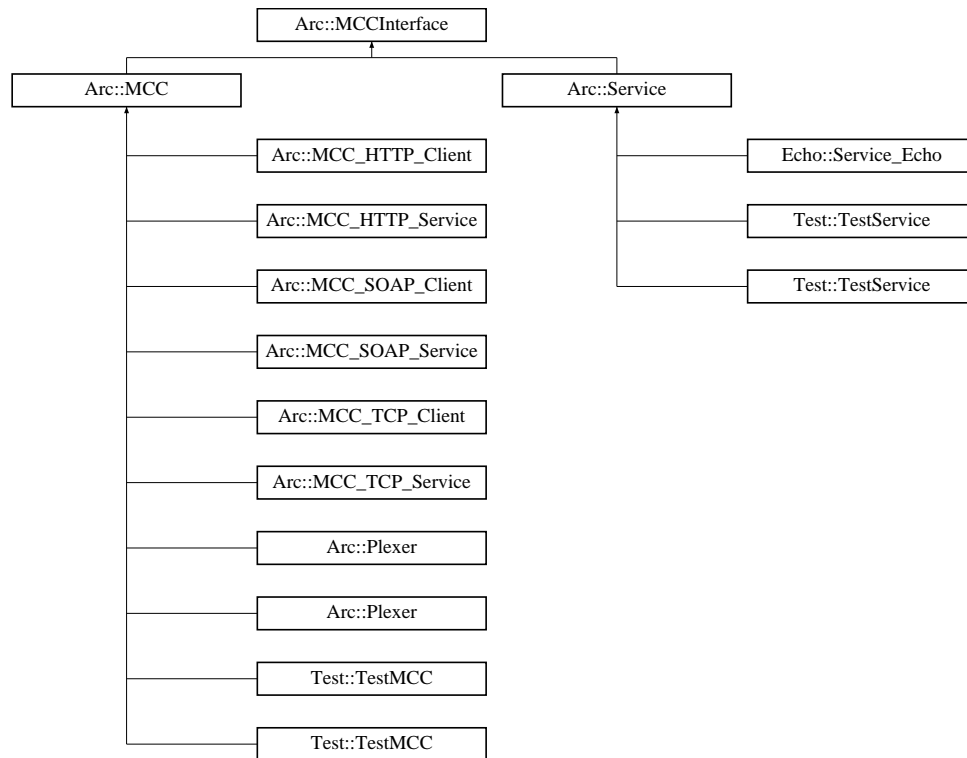 Arc::MCCInterface
Arc::MCC
Arc::Service
Arc::MCC_HTTP_Client
Echo::Service_Echo
Arc::MCC_HTTP_Service
Test::TestService
Arc::MCC_SOAP_Client
Test::TestService
Arc::MCC_SOAP_Service
Arc::MCC_TCP_Client
Arc::MCC_TCP_Service
Arc::Plexer
Arc::Plexer
Test::TestMCC
Test::TestMCC